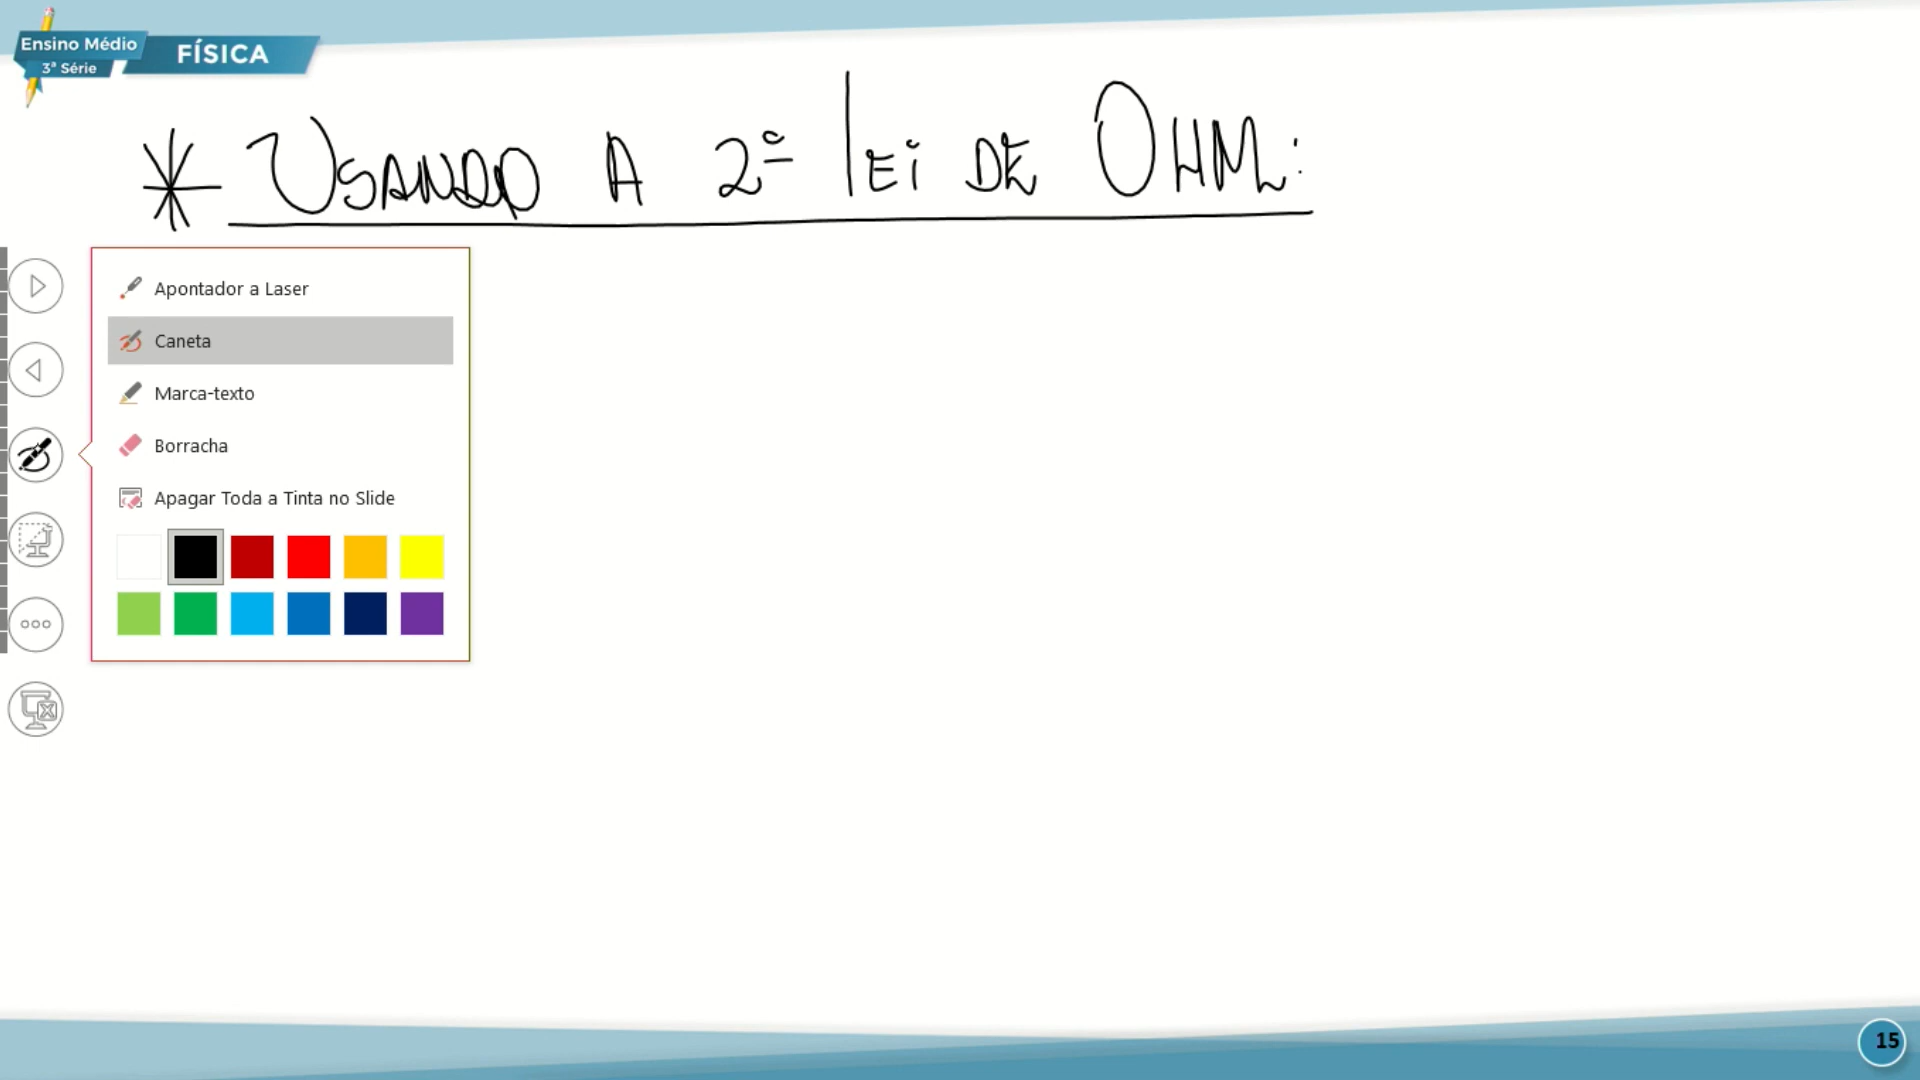 Ensino Médio
3ª Série
FÍSICA
* USANDO A 2ª LEI DE OHM:
Apontador a Laser
Caneta
Marca-texto
Borracha
Apagar Toda a Tinta no Slide
15